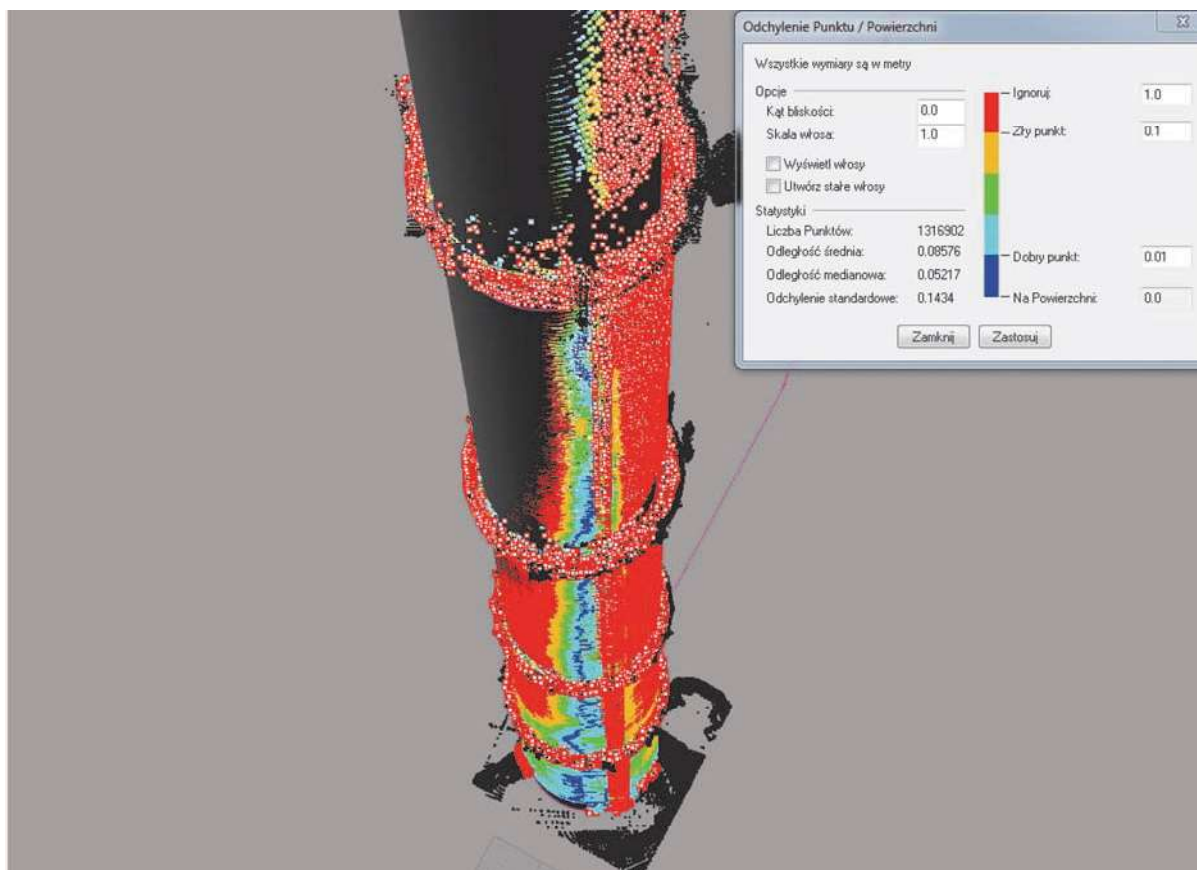 Odchylenie Punktu / Powierzchni
Wszystkie wymiary są w metry
Opcje
Kąt bliskości: 0.0
Skala włosa: 1.0
Wyświetl włosy
Utwórz stałe włosy
Statystyki
Liczba Punktów: 1316902
Odległość średnia: 0.08576
Odległość medianowa: 0.05217
Odchylenie standardowe: 0.1434
Ignoruj: 1.0
Zły punkt: 0.1
Dobry punkt: 0.01
Na Powierzchni: 0.0
Zamknij Zastosuj